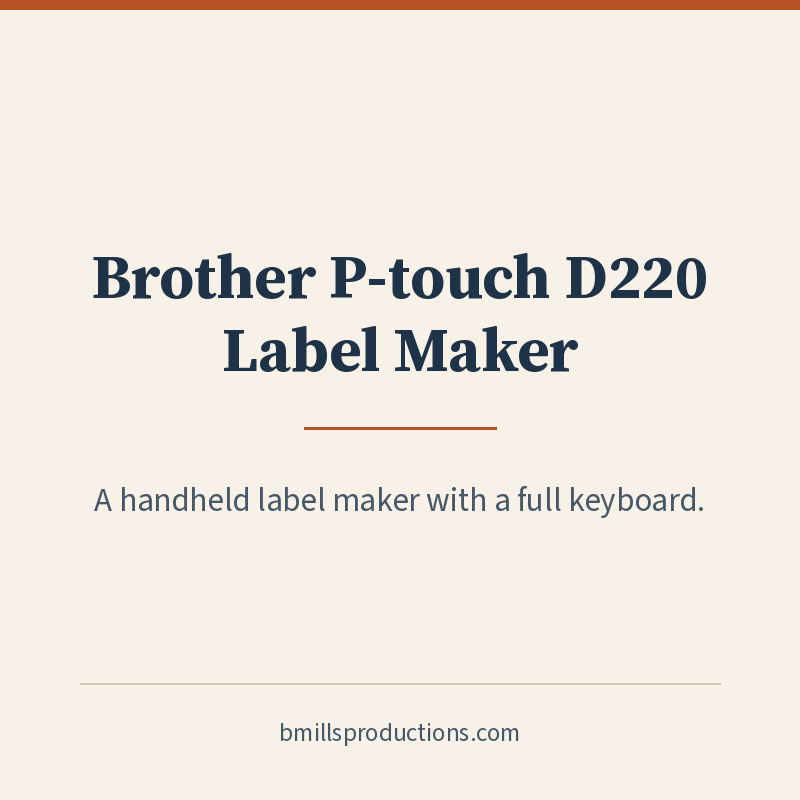 Brother P-touch D220
Label Maker
A handheld label maker with a full keyboard.
bmillsproductions.com